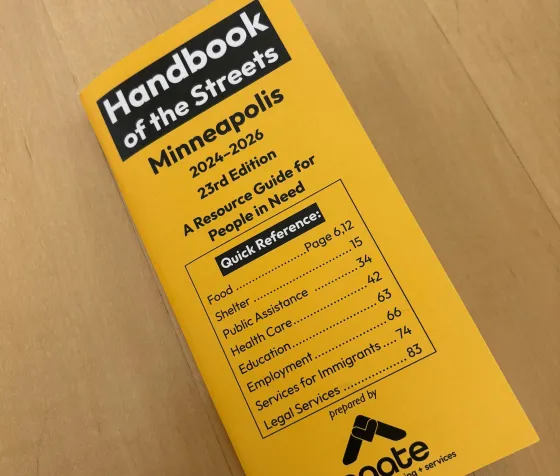 Handbook
of the Streets
Minneapolis
2024–2026
23rd Edition
A Resource Guide for
People in Need
Quick Reference:
Food ..................Page 6,12
Shelter ......................... 15
Public Assistance ........... 34
Health Care................... 42
Education...................... 63
Employment.................. 66
Services for Immigrants.... 74
Legal Services ............... 83
prepared by
+ services